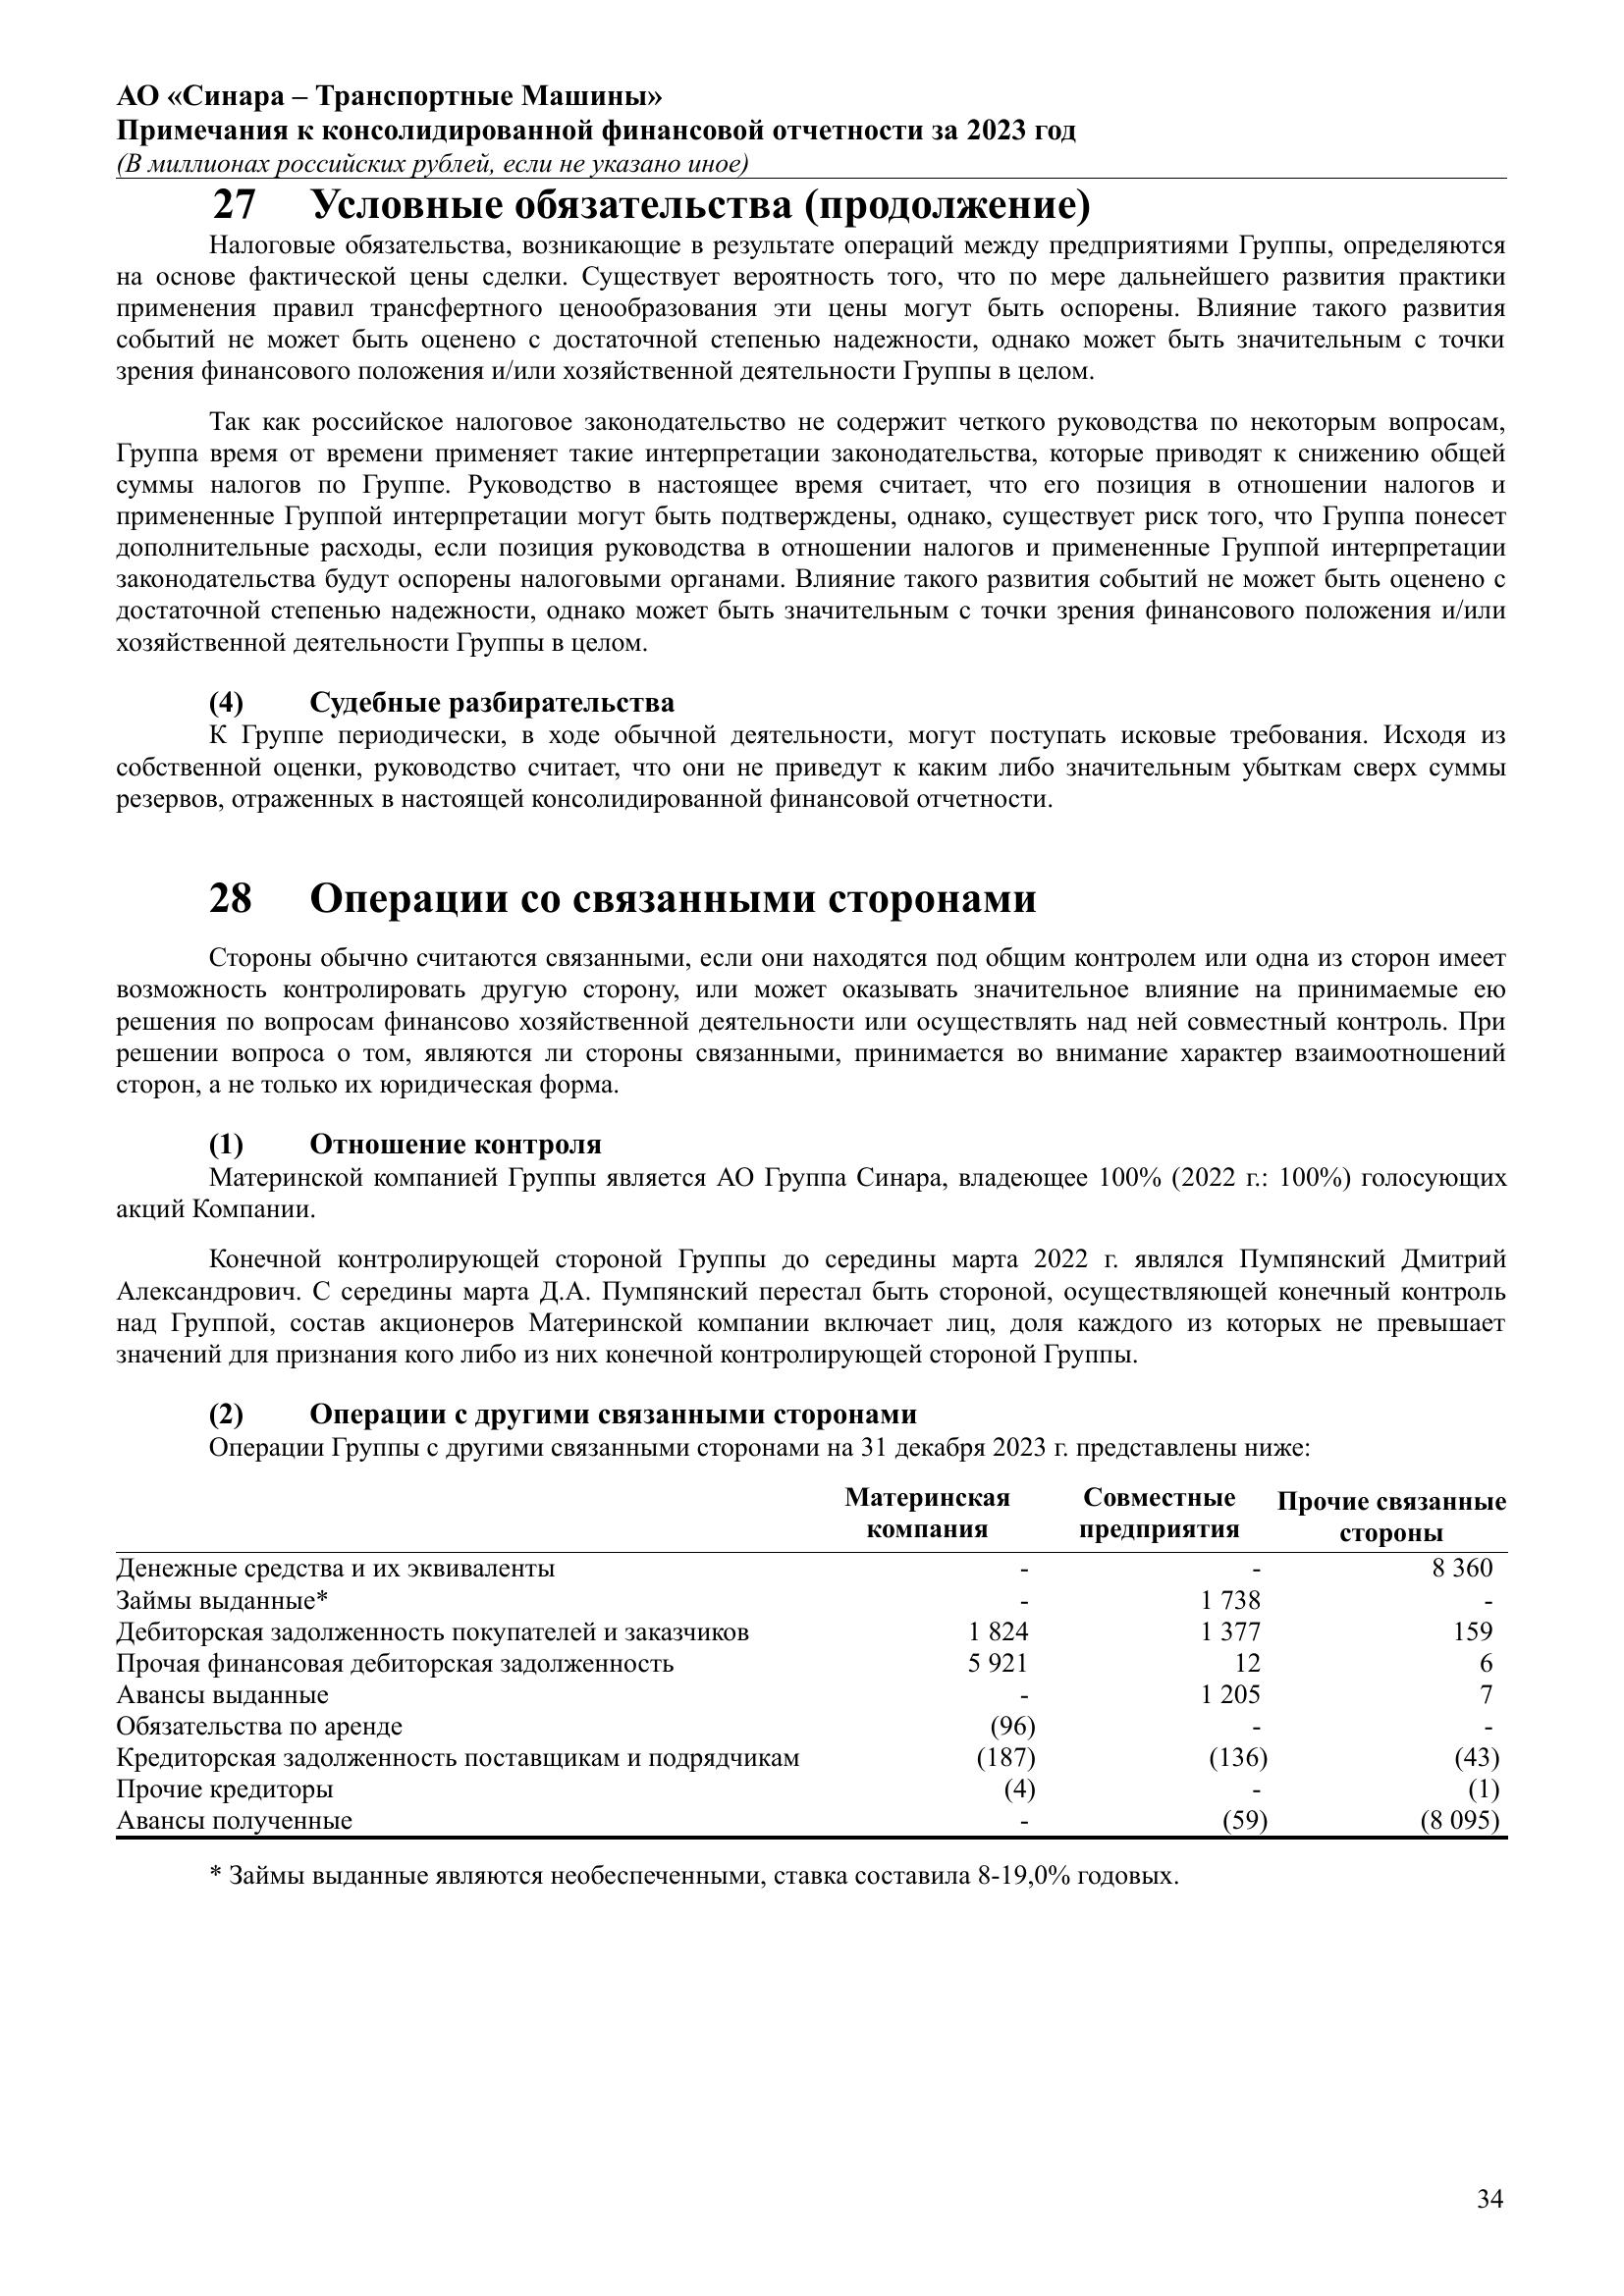 АО «Синара – Транспортные Машины»
Примечания к консолидированной финансовой отчетности за 2023 год
(В миллионах российских рублей, если не указано иное)
27 Условные обязательства (продолжение)
Налоговые обязательства, возникающие в результате операций между предприятиями Группы, определяются
на основе фактической цены сделки. Существует вероятность того, что по мере дальнейшего развития практики
применения правил трансфертного ценообразования эти цены могут быть оспорены. Влияние такого развития
событий не может быть оценено с достаточной степенью надежности, однако может быть значительным с точки
зрения финансового положения и/или хозяйственной деятельности Группы в целом.
Так как российское налоговое законодательство не содержит четкого руководства по некоторым вопросам,
Группа время от времени применяет такие интерпретации законодательства, которые приводят к снижению общей
суммы налогов по Группе. Руководство в настоящее время считает, что его позиция в отношении налогов и
примененные Группой интерпретации могут быть подтверждены, однако, существует риск того, что Группа понесет
дополнительные расходы, если позиция руководства в отношении налогов и примененные Группой интерпретации
законодательства будут оспорены налоговыми органами. Влияние такого развития событий не может быть оценено с
достаточной степенью надежности, однако может быть значительным с точки зрения финансового положения и/или
хозяйственной деятельности Группы в целом.
(4) Судебные разбирательства
К Группе периодически, в ходе обычной деятельности, могут поступать исковые требования. Исходя из
собственной оценки, руководство считает, что они не приведут к каким либо значительным убыткам сверх суммы
резервов, отраженных в настоящей консолидированной финансовой отчетности.
28 Операции со связанными сторонами
Стороны обычно считаются связанными, если они находятся под общим контролем или одна из сторон имеет
возможность контролировать другую сторону, или может оказывать значительное влияние на принимаемые ею
решения по вопросам финансово хозяйственной деятельности или осуществлять над ней совместный контроль. При
решении вопроса о том, являются ли стороны связанными, принимается во внимание характер взаимоотношений
сторон, а не только их юридическая форма.
(1) Отношение контроля
Материнской компанией Группы является АО Группа Синара, владеющее 100% (2022 г.: 100%) голосующих
акций Компании.
Конечной контролирующей стороной Группы до середины марта 2022 г. являлся Пумпянский Дмитрий
Александрович. С середины марта Д.А. Пумпянский перестал быть стороной, осуществляющей конечный контроль
над Группой, состав акционеров Материнской компании включает лиц, доля каждого из которых не превышает
значений для признания кого либо из них конечной контролирующей стороной Группы.
(2) Операции с другими связанными сторонами
Операции Группы с другими связанными сторонами на 31 декабря 2023 г. представлены ниже:
Материнская компания Совместные предприятия Прочие связанные стороны
Денежные средства и их эквиваленты - - 8 360
Займы выданные* - 1 738 -
Дебиторская задолженность покупателей и заказчиков 1 824 1 377 159
Прочая финансовая дебиторская задолженность 5 921 12 6
Авансы выданные - 1 205 7
Обязательства по аренде (96) - -
Кредиторская задолженность поставщикам и подрядчикам (187) (136) (43)
Прочие кредиторы (4) - (1)
Авансы полученные - (59) (8 095)
* Займы выданные являются необеспеченными, ставка составила 8-19,0% годовых.
34